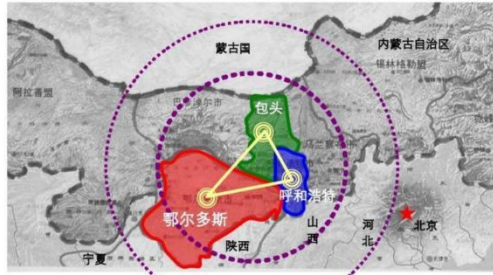 蒙古国
内蒙古自治区
锡林格勒盟
阿拉善盟
包头
呼和浩特
鄂尔多斯
山西
河北
北京
陕西
宁夏